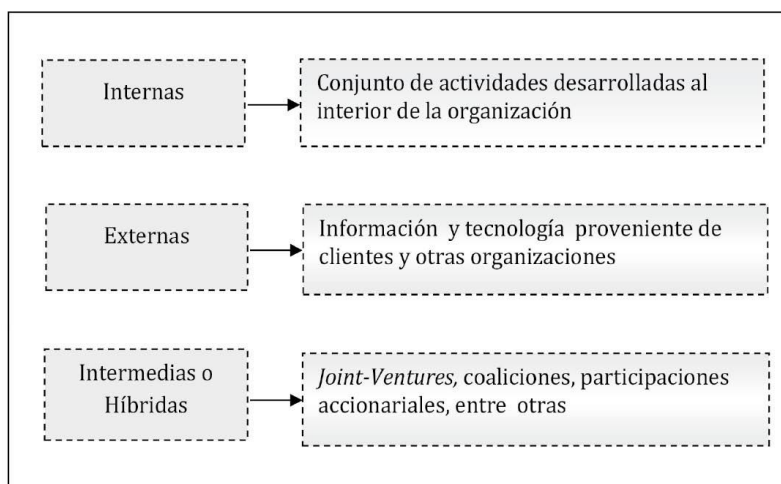 Internas
Conjunto de actividades desarrolladas al
interior de la organización
Externas
Información y tecnología proveniente de
clientes y otras organizaciones
Intermedias o
Híbridas
Joint-Ventures, coaliciones, participaciones
accionariales, entre otras